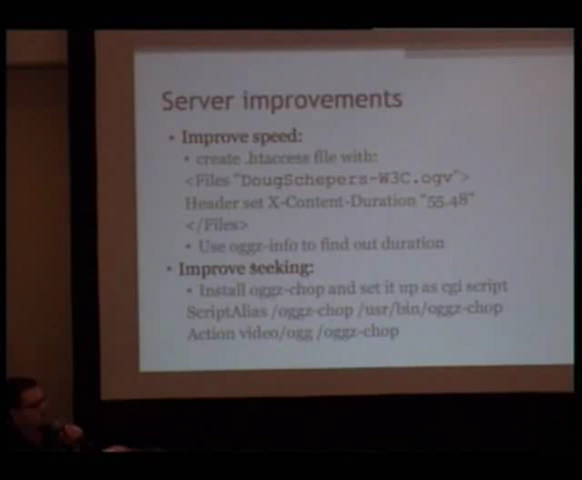 Server improvements
• Improve speed:
• create .htaccess file with:
<Files "DougSchepers-W3C.ogv">
Header set X-Content-Duration "55.48"
</Files>
• Use oggz-info to find out duration
• Improve seeking:
• Install oggz-chop and set it up as cgi script
ScriptAlias /oggz-chop /usr/bin/oggz-chop
Action video/ogg /oggz-chop